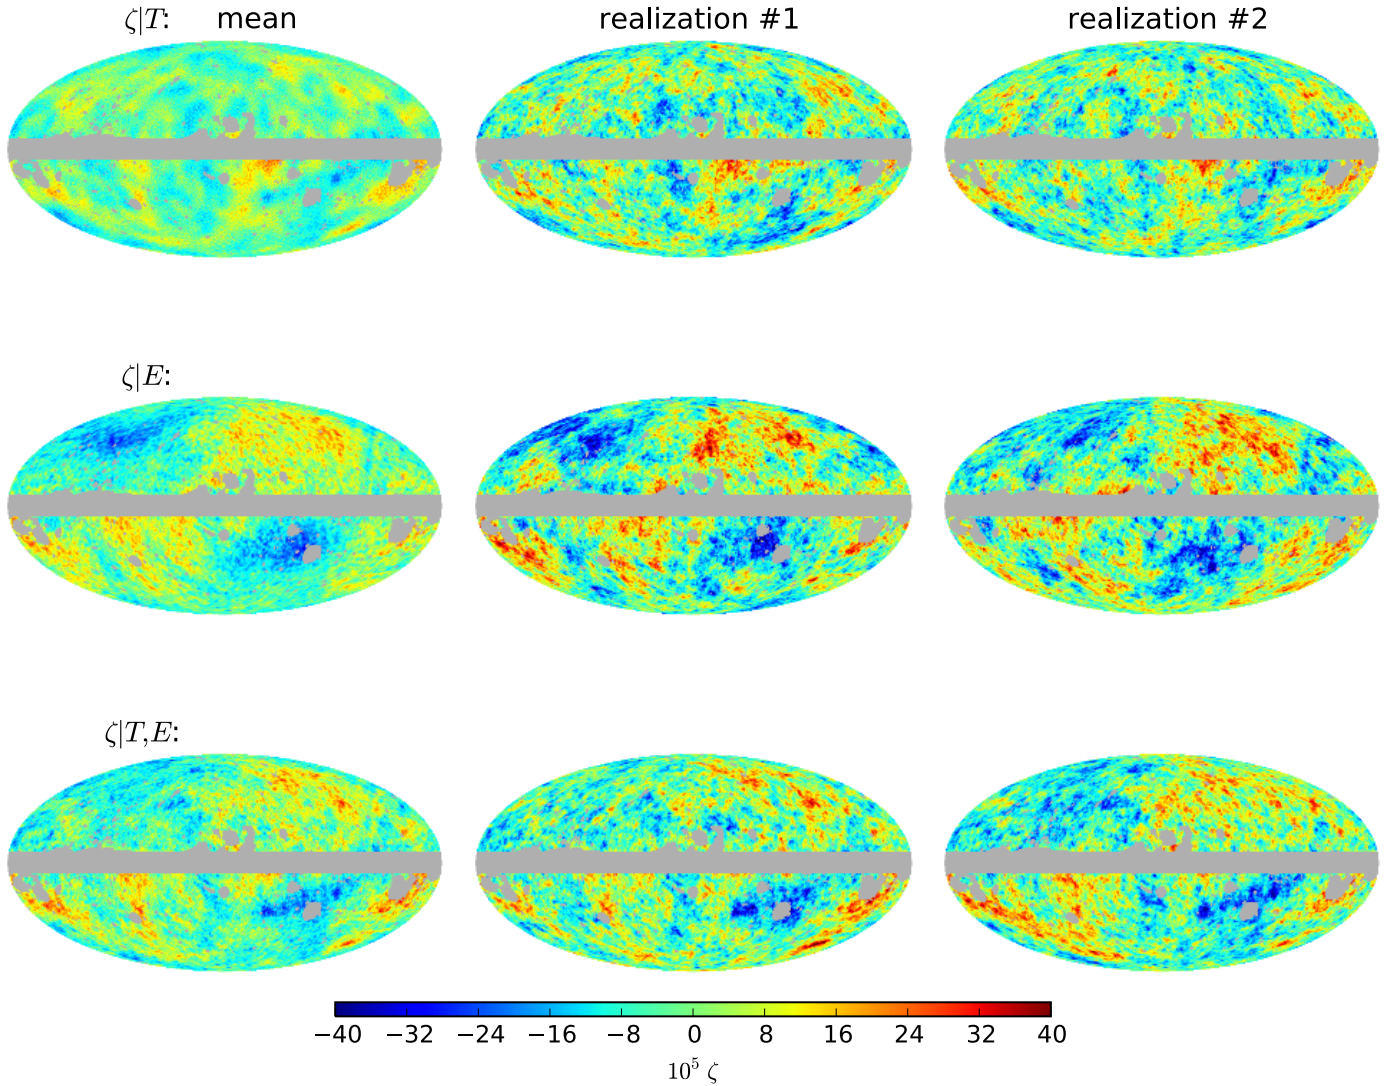 ζ|T: mean realization #1 realization #2
ζ|E:
ζ|T,E:
−40 −32 −24 −16 −8 0 8 16 24 32 40
10⁵ ζ